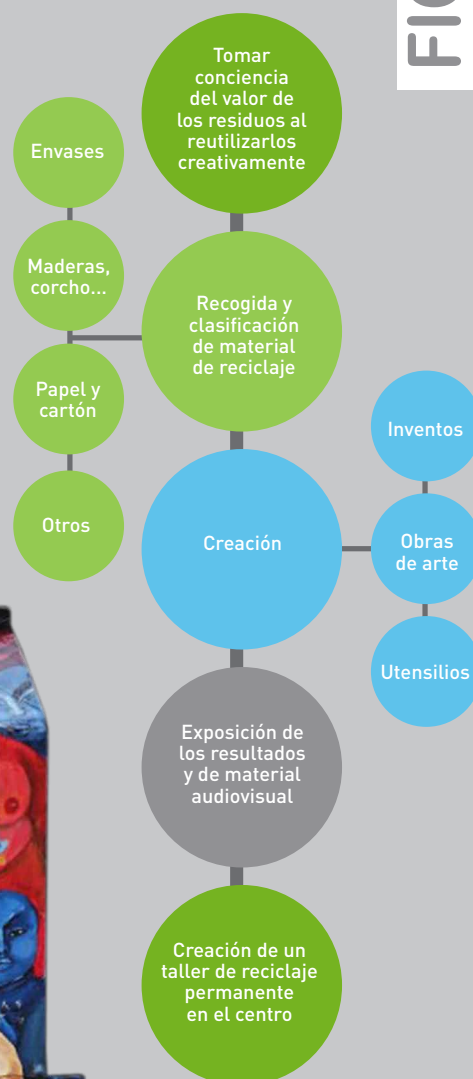 Tomar
conciencia
del valor de
los residuos al
reutilizarlos
creativamente
Envases
Maderas,
corcho...
Recogida y
clasificación
de material
de reciclaje
Papel y
cartón
Otros
Inventos
Creación
Obras
de arte
Utensilios
Exposición de
los resultados
y de material
audiovisual
Creación de un
taller de reciclaje
permanente
en el centro